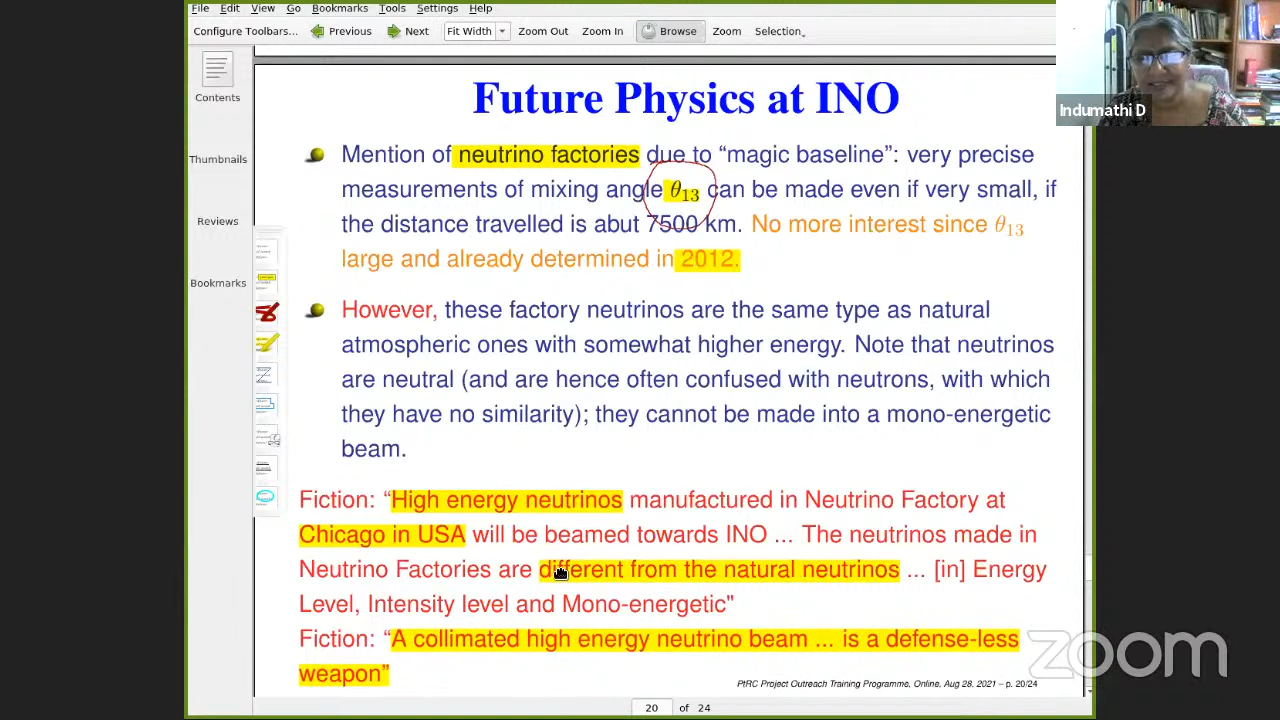 File Edit View Go Bookmarks Tools Settings Help
Configure Toolbars... Previous Next Fit Width Zoom Out Zoom In Browse Zoom Selection
Contents
Thumbnails
Reviews
Bookmarks
Indumathi D
Future Physics at INO
Mention of neutrino factories due to “magic baseline”: very precise
measurements of mixing angle θ13 can be made even if very small, if
the distance travelled is abut 7500 km. No more interest since θ13
large and already determined in 2012.
However, these factory neutrinos are the same type as natural
atmospheric ones with somewhat higher energy. Note that neutrinos
are neutral (and are hence often confused with neutrons, with which
they have no similarity); they cannot be made into a mono-energetic
beam.
Fiction: “High energy neutrinos manufactured in Neutrino Factory at
Chicago in USA will be beamed towards INO ... The neutrinos made in
Neutrino Factories are different from the natural neutrinos ... [in] Energy
Level, Intensity level and Mono-energetic"
Fiction: “A collimated high energy neutrino beam ... is a defense-less
weapon”
PtRC Project Outreach Training Programme, Online, Aug 28. 2021 – p. 20/24
20 of 24
zoom